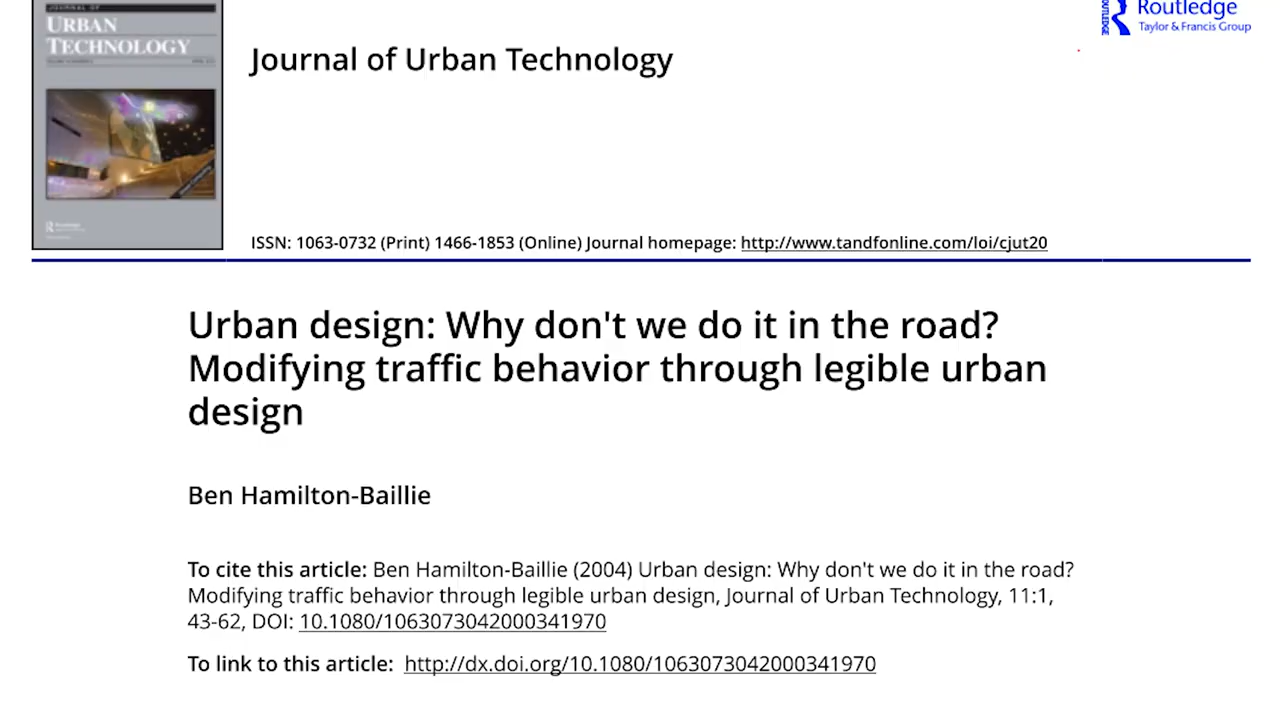 JOURNAL OF
URBAN
TECHNOLOGY
Routledge
Taylor & Francis Group
ROUTLEDGE
Journal of Urban Technology
ISSN: 1063-0732 (Print) 1466-1853 (Online) Journal homepage: http://www.tandfonline.com/loi/cjut20
Urban design: Why don't we do it in the road?
Modifying traffic behavior through legible urban
design
Ben Hamilton-Baillie
To cite this article: Ben Hamilton-Baillie (2004) Urban design: Why don't we do it in the road?
Modifying traffic behavior through legible urban design, Journal of Urban Technology, 11:1,
43-62, DOI: 10.1080/1063073042000341970
To link to this article: http://dx.doi.org/10.1080/1063073042000341970